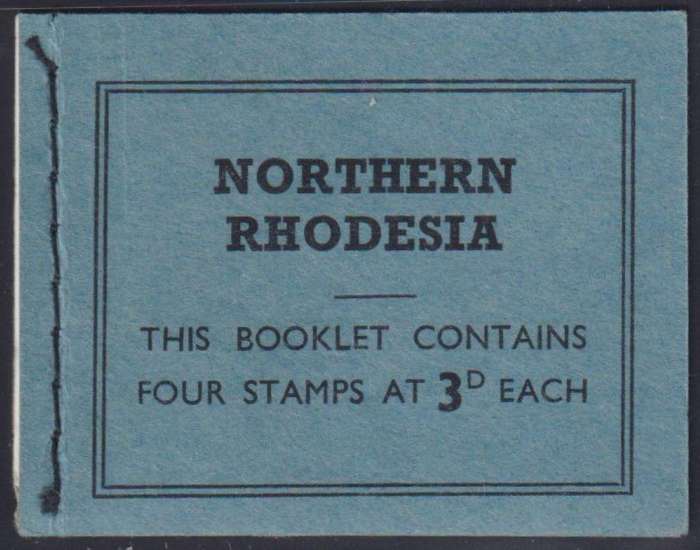 NORTHERN
RHODESIA
THIS BOOKLET CONTAINS
FOUR STAMPS AT 3D EACH